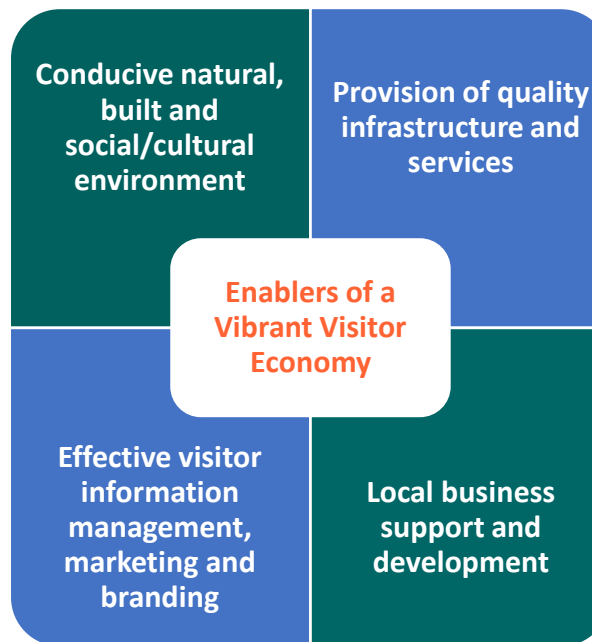 Conducive natural,
built and
social/cultural
environment
Provision of quality
infrastructure and
services
Enablers of a
Vibrant Visitor
Economy
Effective visitor
information
management,
marketing and
branding
Local business
support and
development